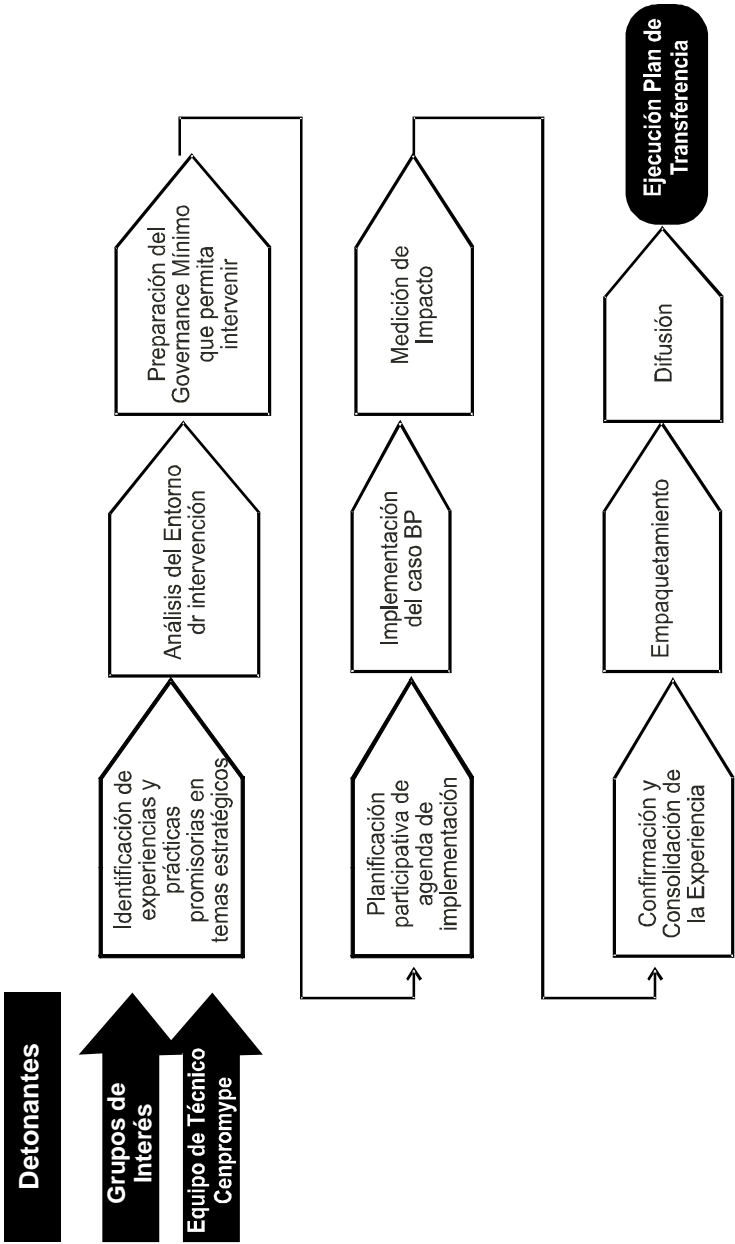 Detonantes
Grupos de
Interés
Equipo de Técnico
Cenpromype
Identificación de
experiencias y
prácticas
promisorias en
temas estratégicos
Análisis del Entorno
dr intervención
Preparación del
Governance Mínimo
que permita
intervenir
Planificación
participativa de
agenda de
implementación
Implementación
del caso BP
Medición de
Impacto
Confirmación y
Consolidación de
la Experiencia
Empaquetamiento
Difusión
Ejecución Plan de
Transferencia